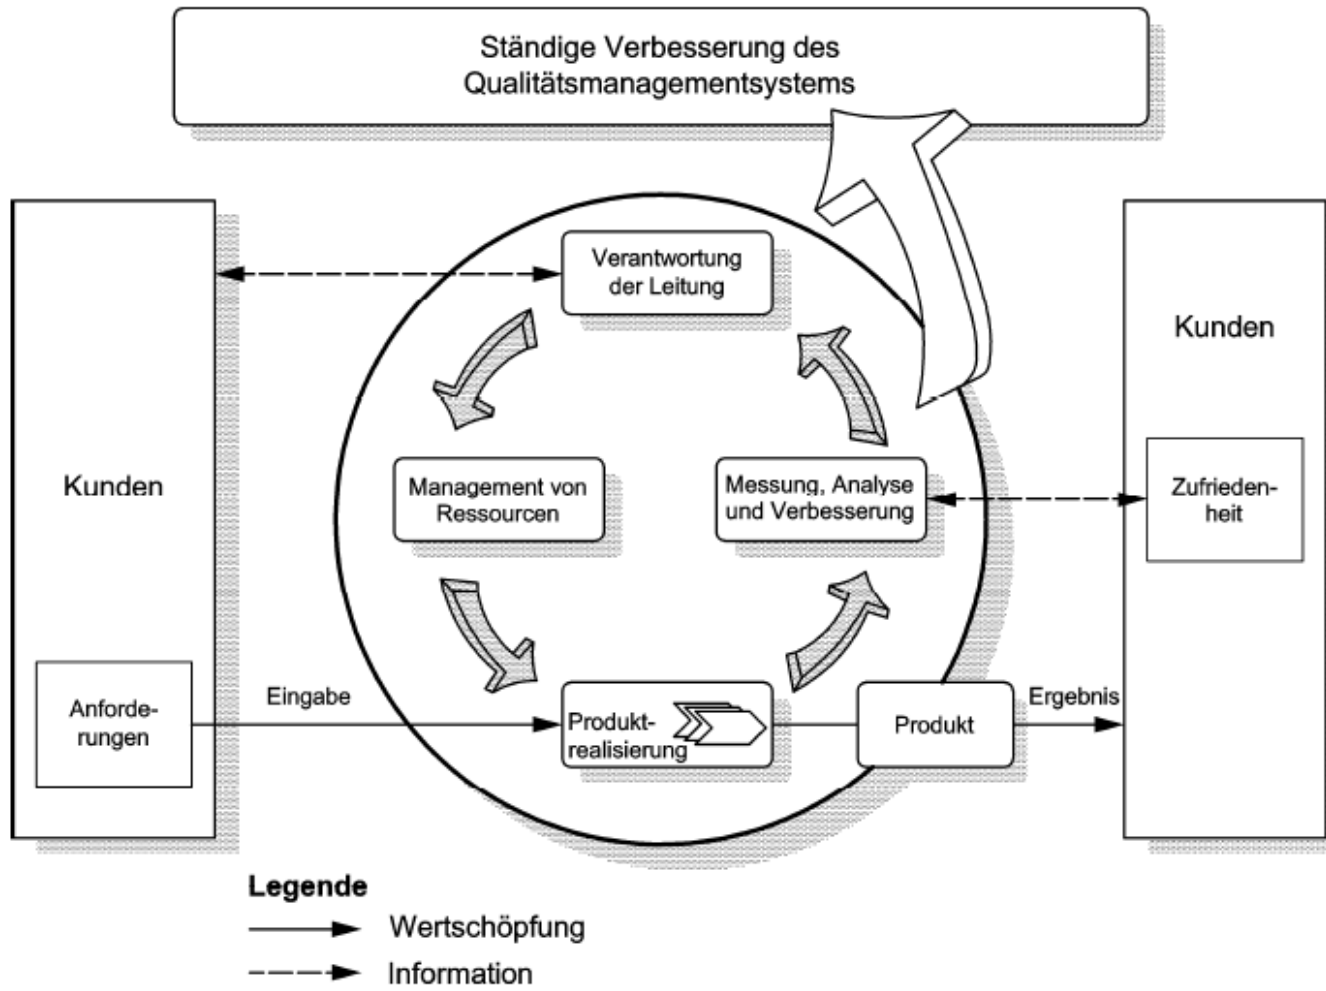 Ständige Verbesserung des
Qualitätsmanagementsystems
Verantwortung
der Leitung
Kunden
Kunden
Management von
Ressourcen
Messung, Analyse
und Verbesserung
Zufrieden-
heit
Anforde-
rungen
Eingabe
Produkt-
realisierung
Produkt
Ergebnis
Legende
Wertschöpfung
Information